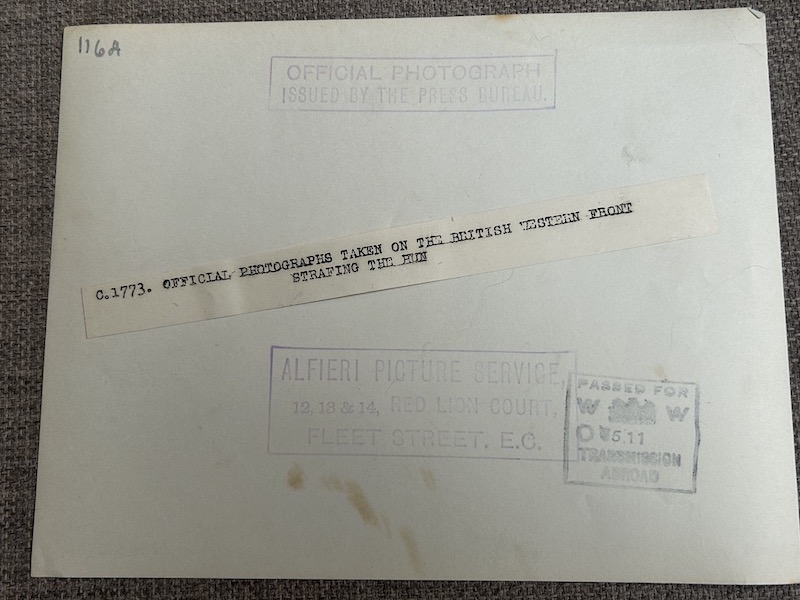 116A
OFFICIAL PHOTOGRAPH
ISSUED BY THE PRESS BUREAU.
C.1773. OFFICIAL PHOTOGRAPHS TAKEN ON THE BRITISH WESTERN FRONT
STRAFING THE HUN
ALFIERI PICTURE SERVICE,
12, 13 & 14, RED LION COURT,
FLEET STREET. E.C.
PASSED FOR
W W
O 5.11
TRANSMISSION
ABROAD